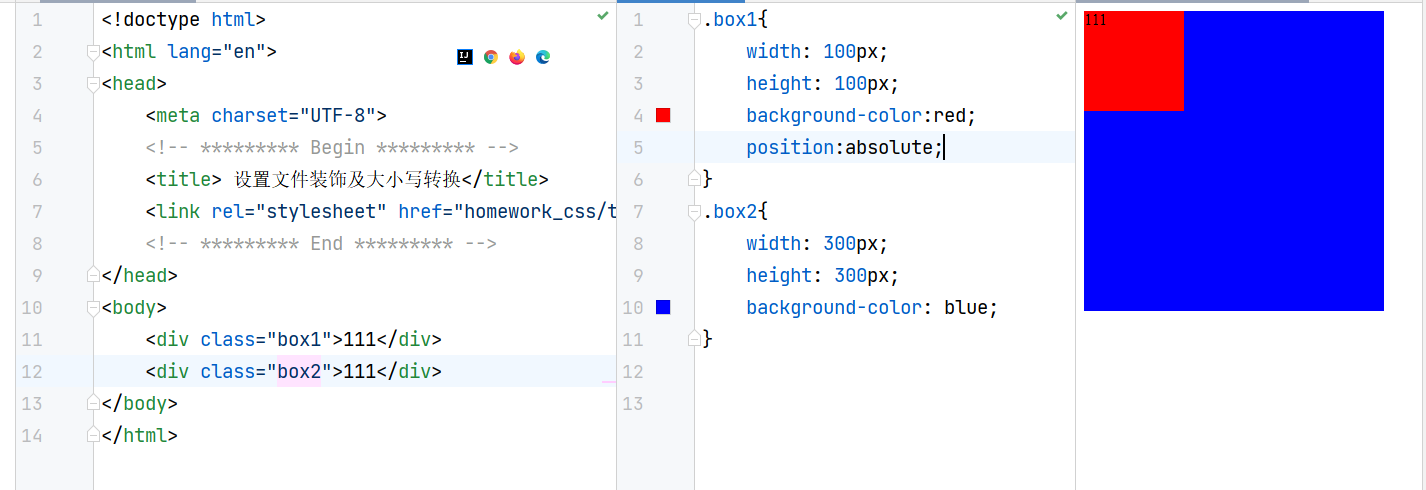 1 <!doctype html>
2 <html lang="en">
3 <head>
4 <meta charset="UTF-8">
5 <!-- ********* Begin ********* -->
6 <title> 设置文件装饰及大小写转换</title>
7 <link rel="stylesheet" href="homework_css/t
8 <!-- ********* End ********* -->
9 </head>
10 <body>
11 <div class="box1">111</div>
12 <div class="box2">111</div>
13 </body>
14 </html>
IJ
1 .box1{
2 width: 100px;
3 height: 100px;
4 background-color:red;
5 position:absolute;
6 }
7 .box2{
8 width: 300px;
9 height: 300px;
10 background-color: blue;
11 }
12
13
111